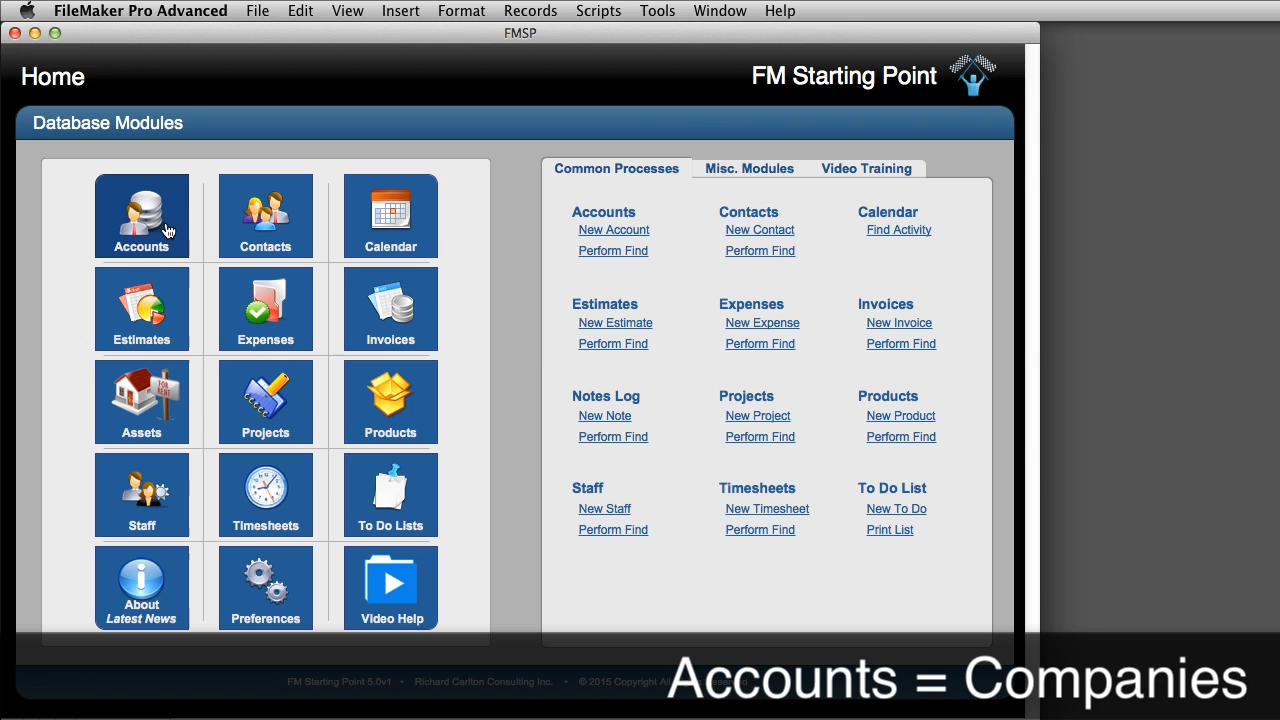 FileMaker Pro Advanced File Edit View Insert Format Records Scripts Tools Window Help
FMSP
Home
FM Starting Point
Database Modules
Accounts
Contacts
Calendar
Estimates
Expenses
Invoices
Assets
Projects
Products
Staff
Timesheets
To Do Lists
About
Latest News
Preferences
Video Help
Common Processes
Misc. Modules
Video Training
Accounts
New Account
Perform Find
Contacts
New Contact
Perform Find
Calendar
Find Activity
Estimates
New Estimate
Perform Find
Expenses
New Expense
Perform Find
Invoices
New Invoice
Perform Find
Notes Log
New Note
Perform Find
Projects
New Project
Perform Find
Products
New Product
Perform Find
Staff
New Staff
Perform Find
Timesheets
New Timesheet
Perform Find
To Do List
New To Do
Print List
FM Starting Point 5.0v1 • Richard Carlton Consulting Inc. • © 2015 Copyright All
Accounts = Companies